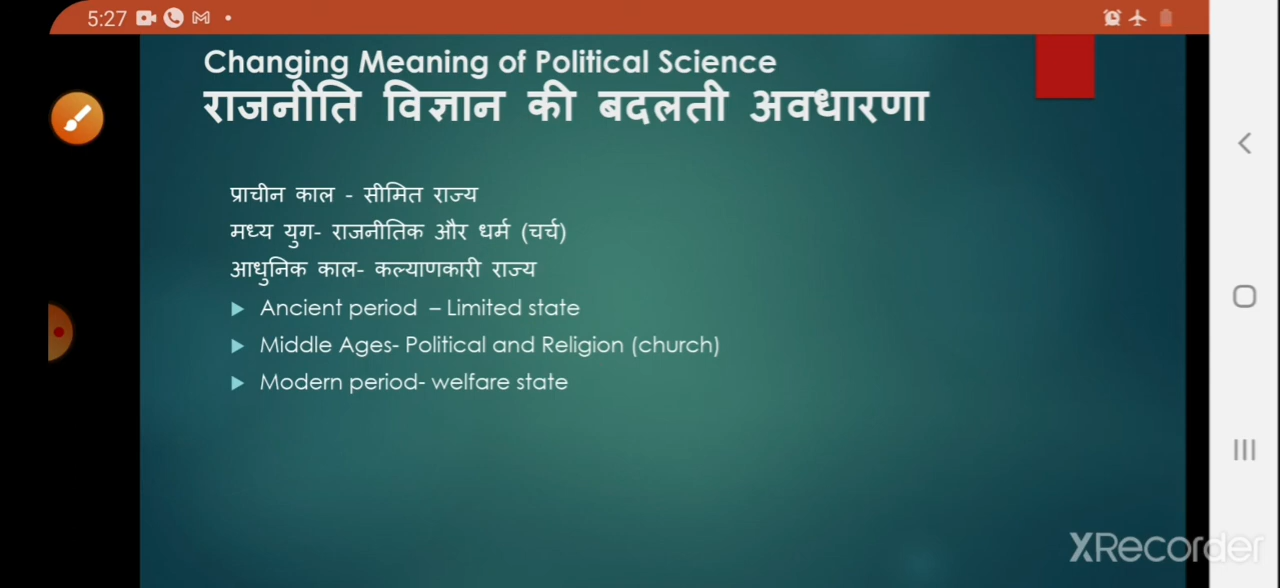 5:27
Changing Meaning of Political Science
राजनीति विज्ञान की बदलती अवधारणा
प्राचीन काल - सीमित राज्य
मध्य युग- राजनीतिक और धर्म (चर्च)
आधुनिक काल- कल्याणकारी राज्य
Ancient period – Limited state
Middle Ages- Political and Religion (church)
Modern period- welfare state
XRecorder